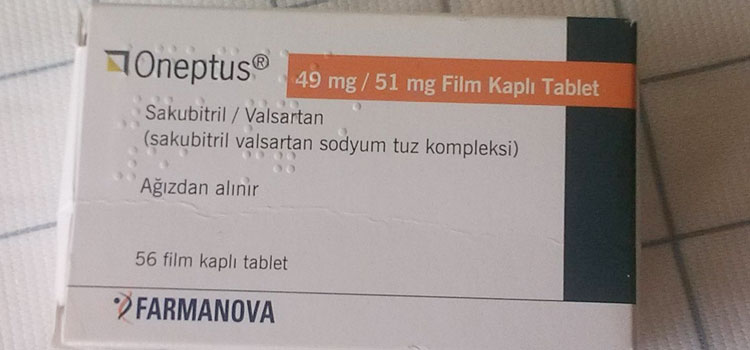 Oneptus®
49 mg / 51 mg Film Kaplı Tablet
Sakubitril / Valsartan
(sakubitril valsartan sodyum tuz kompleksi)
Ağızdan alınır
56 film kaplı tablet
FARMANOVA